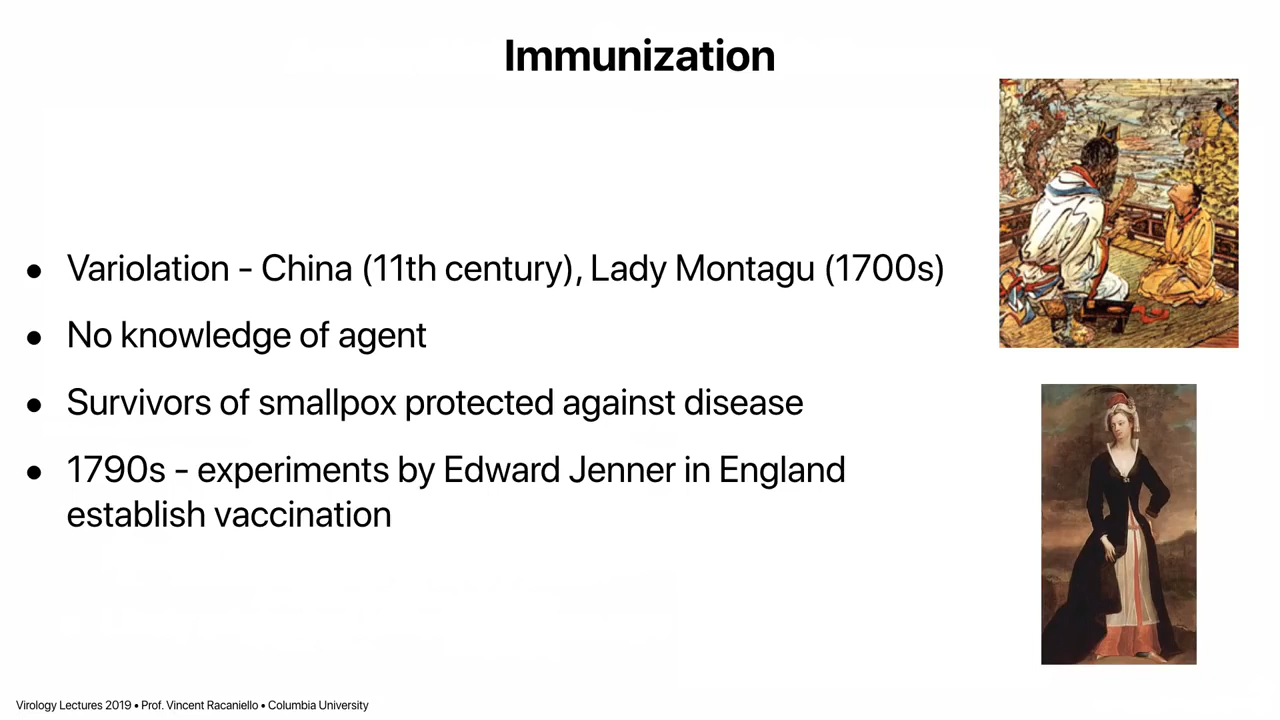 Immunization
• Variolation - China (11th century), Lady Montagu (1700s)
• No knowledge of agent
• Survivors of smallpox protected against disease
• 1790s - experiments by Edward Jenner in England
establish vaccination
Virology Lectures 2019 • Prof. Vincent Racaniello • Columbia University